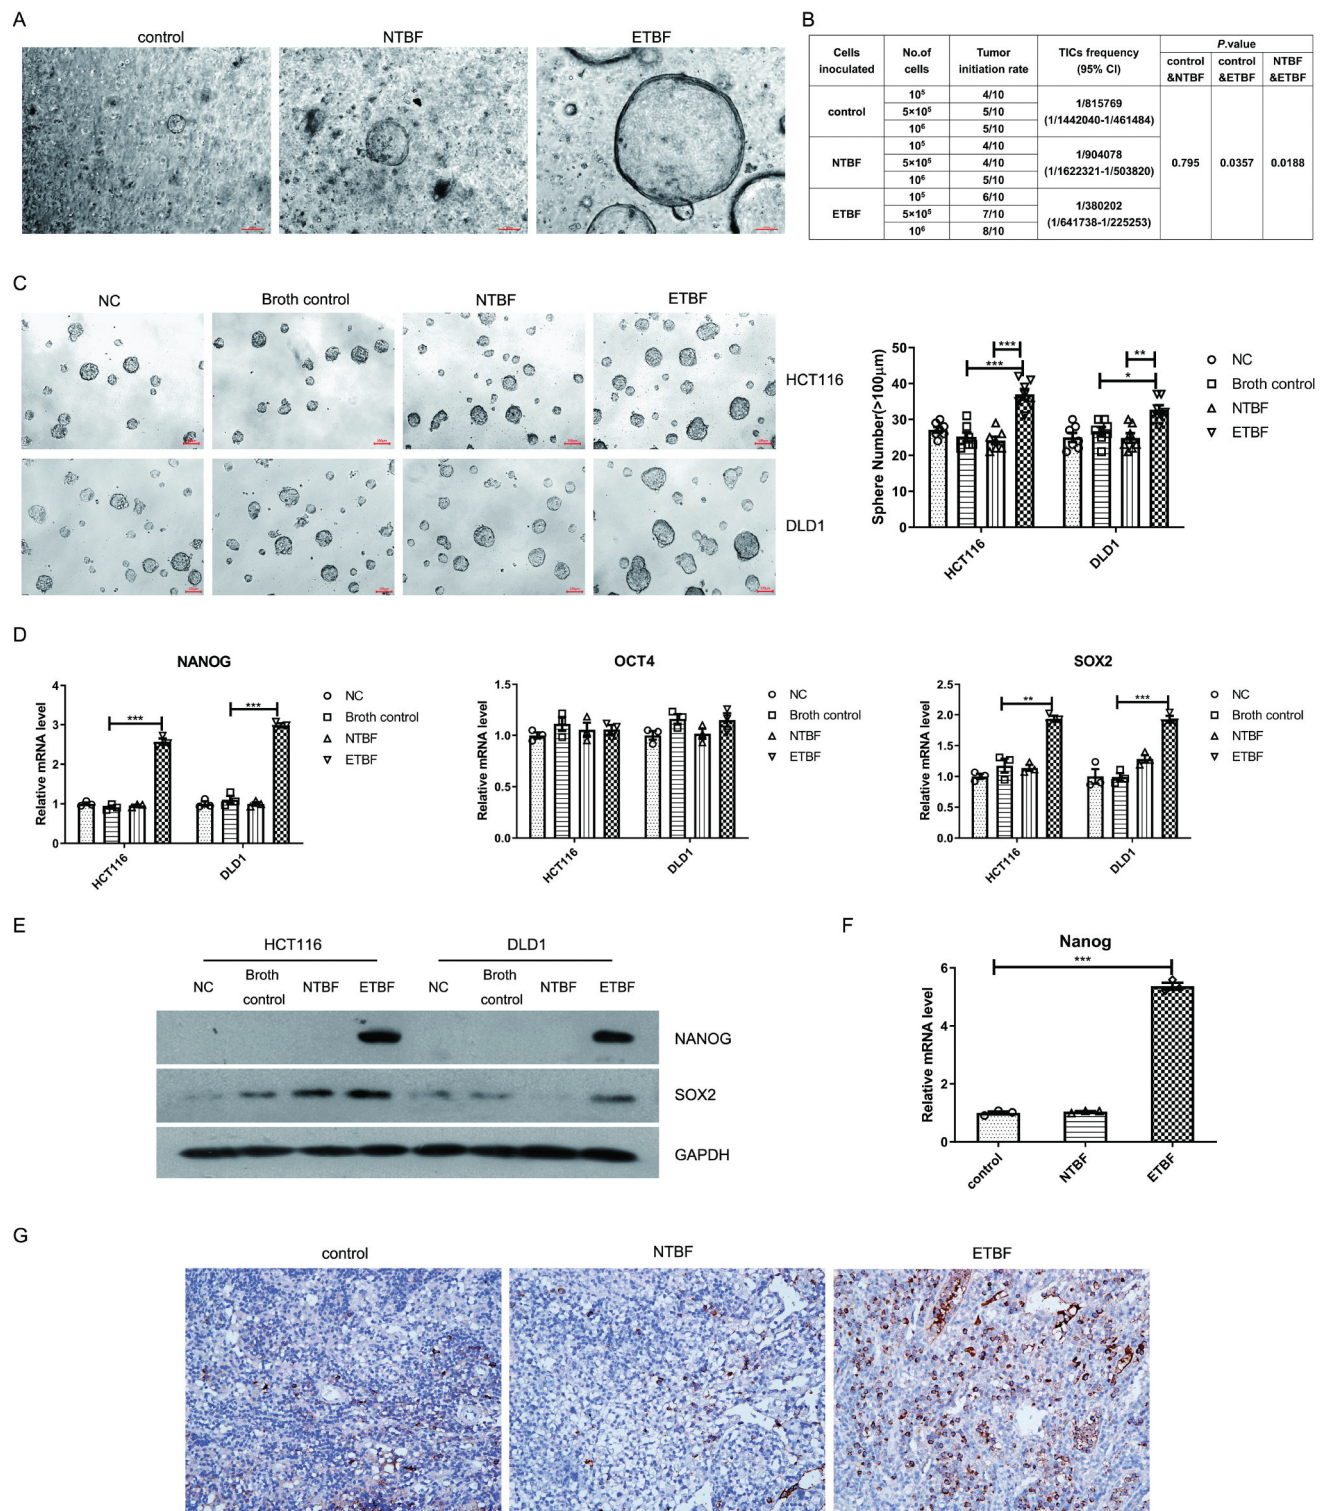 A
control
NTBF
ETBF
B
Cells inoculated
No.of cells
Tumor initiation rate
TICs frequency (95% CI)
P.value
control &NTBF
control &ETBF
NTBF &ETBF
control
10⁵
4/10
5×10⁵
5/10
10⁶
5/10
1/815769
(1/1442040-1/461484)
NTBF
10⁵
4/10
5×10⁵
4/10
10⁶
5/10
1/904078
(1/1622321-1/503820)
ETBF
10⁵
6/10
5×10⁵
7/10
10⁶
8/10
1/380202
(1/641738-1/225253)
0.795
0.0357
0.0188
C
NC
Broth control
NTBF
ETBF
HCT116
DLD1
Sphere Number(>100μm)
50
40
30
20
10
0
***
***
**
*
HCT116
DLD1
NC
Broth control
NTBF
ETBF
D
NANOG
Relative mRNA level
4
3
2
1
0
***
***
HCT116
DLD1
NC
Broth control
NTBF
ETBF
OCT4
Relative mRNA level
1.5
1.0
0.5
0.0
HCT116
DLD1
NC
Broth control
NTBF
ETBF
SOX2
Relative mRNA level
2.5
2.0
1.5
1.0
0.5
0.0
**
***
HCT116
DLD1
NC
Broth control
NTBF
ETBF
E
HCT116
DLD1
NC
Broth control
NTBF
ETBF
NC
Broth control
NTBF
ETBF
NANOG
SOX2
GAPDH
F
Nanog
Relative mRNA level
6
4
2
0
***
control
NTBF
ETBF
G
control
NTBF
ETBF